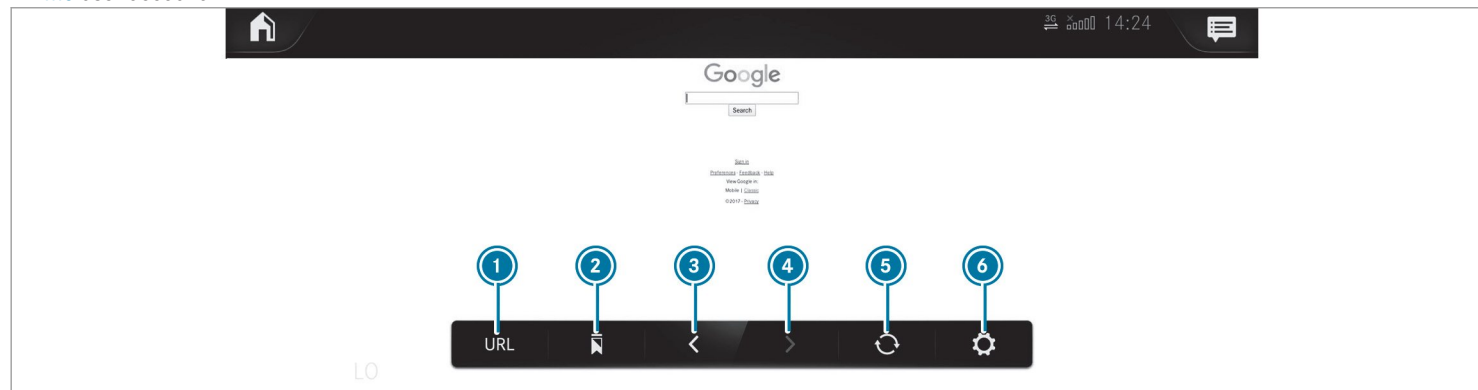 3G 14:24
Google
Search
Sign in
Preferences - Feedback - Help
View Google in:
Mobile | Classic
©2017 - Privacy
1 2 3 4 5 6
URL
LO